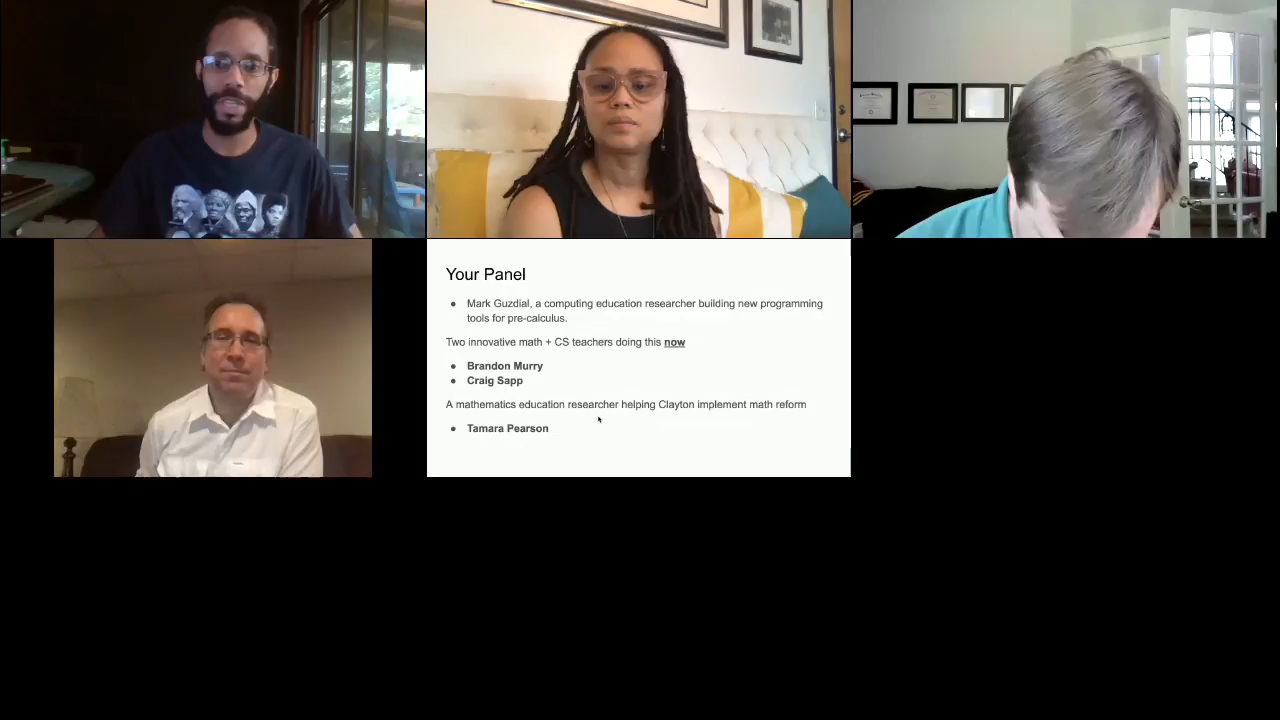 Your Panel
● Mark Guzdial, a computing education researcher building new programming
tools for pre-calculus.
Two innovative math + CS teachers doing this now
● Brandon Murry
● Craig Sapp
A mathematics education researcher helping Clayton implement math reform
● Tamara Pearson